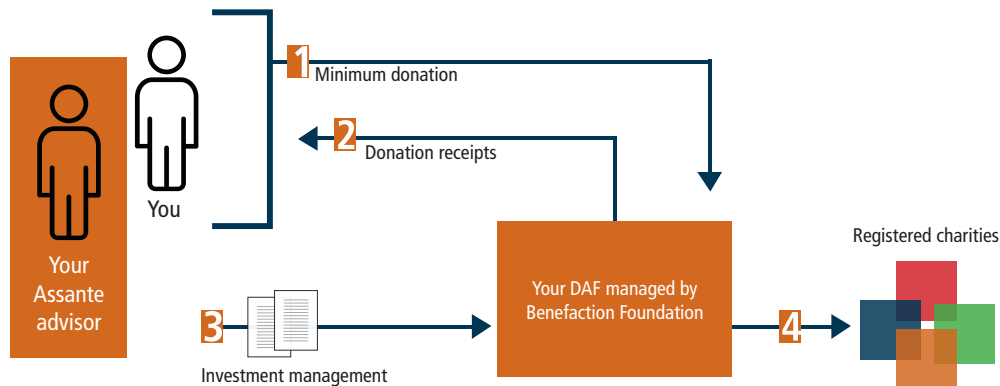 1
Minimum donation
2
Donation receipts
You
Your
Assante
advisor
3
Investment management
Your DAF managed by
Benefaction Foundation
4
Registered charities